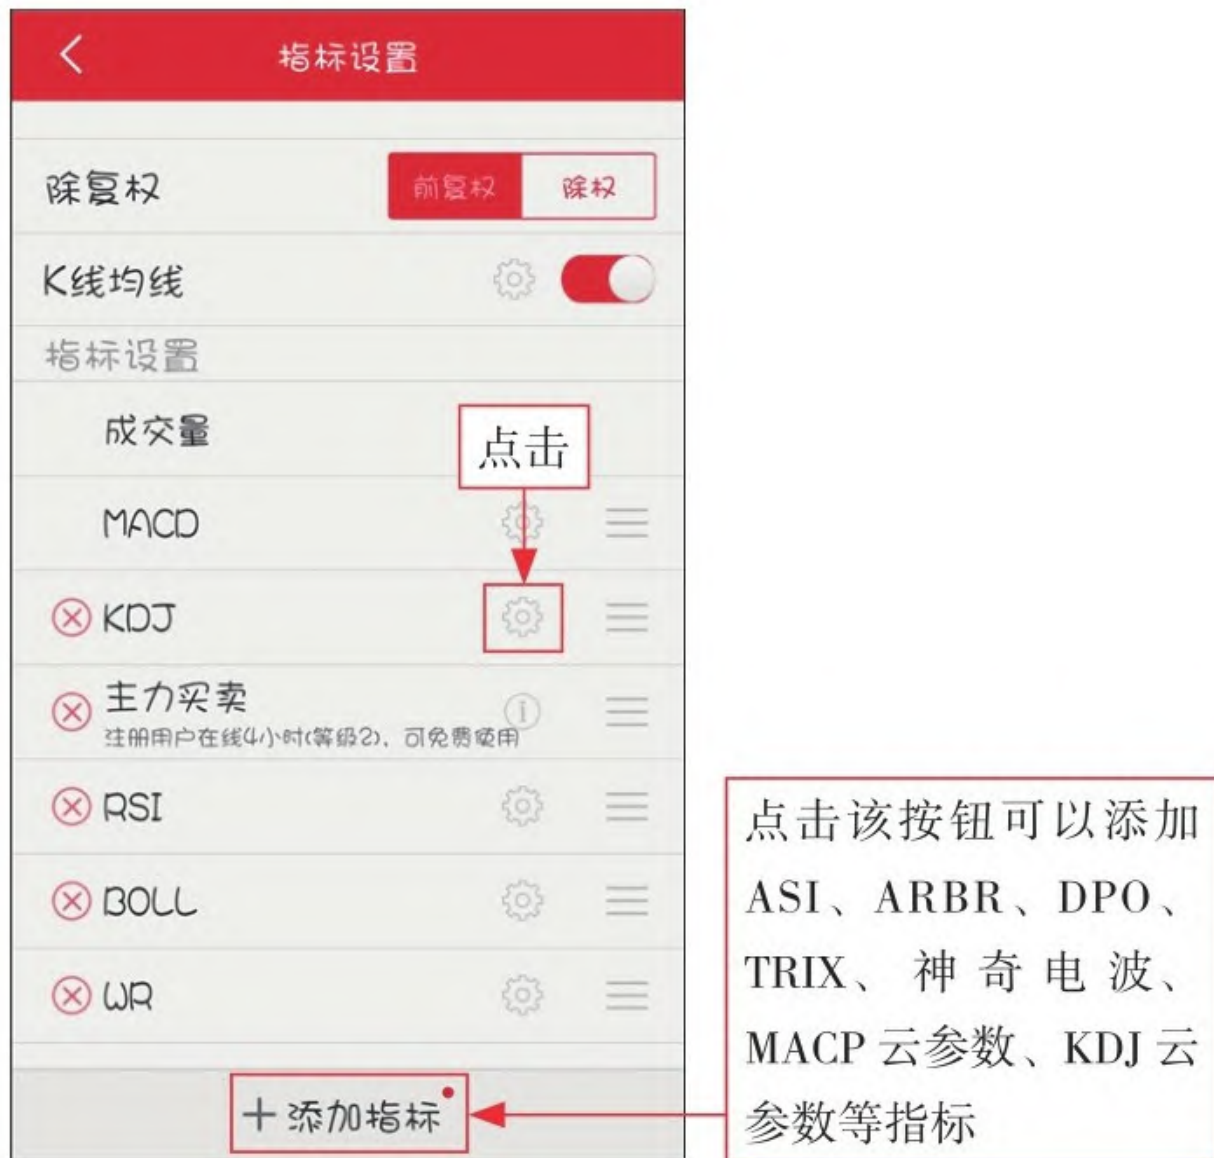 指标设置
除复权
前复权
除权
K线均线
指标设置
成交量
点击
MACD
KDJ
主力买卖
注册用户在线4小时(等级2)，可免费使用
RSI
BOLL
WR
+添加指标
点击该按钮可以添加
ASI、ARBR、DPO、
TRIX、神奇电波、
MACP 云参数、KDJ 云
参数等指标